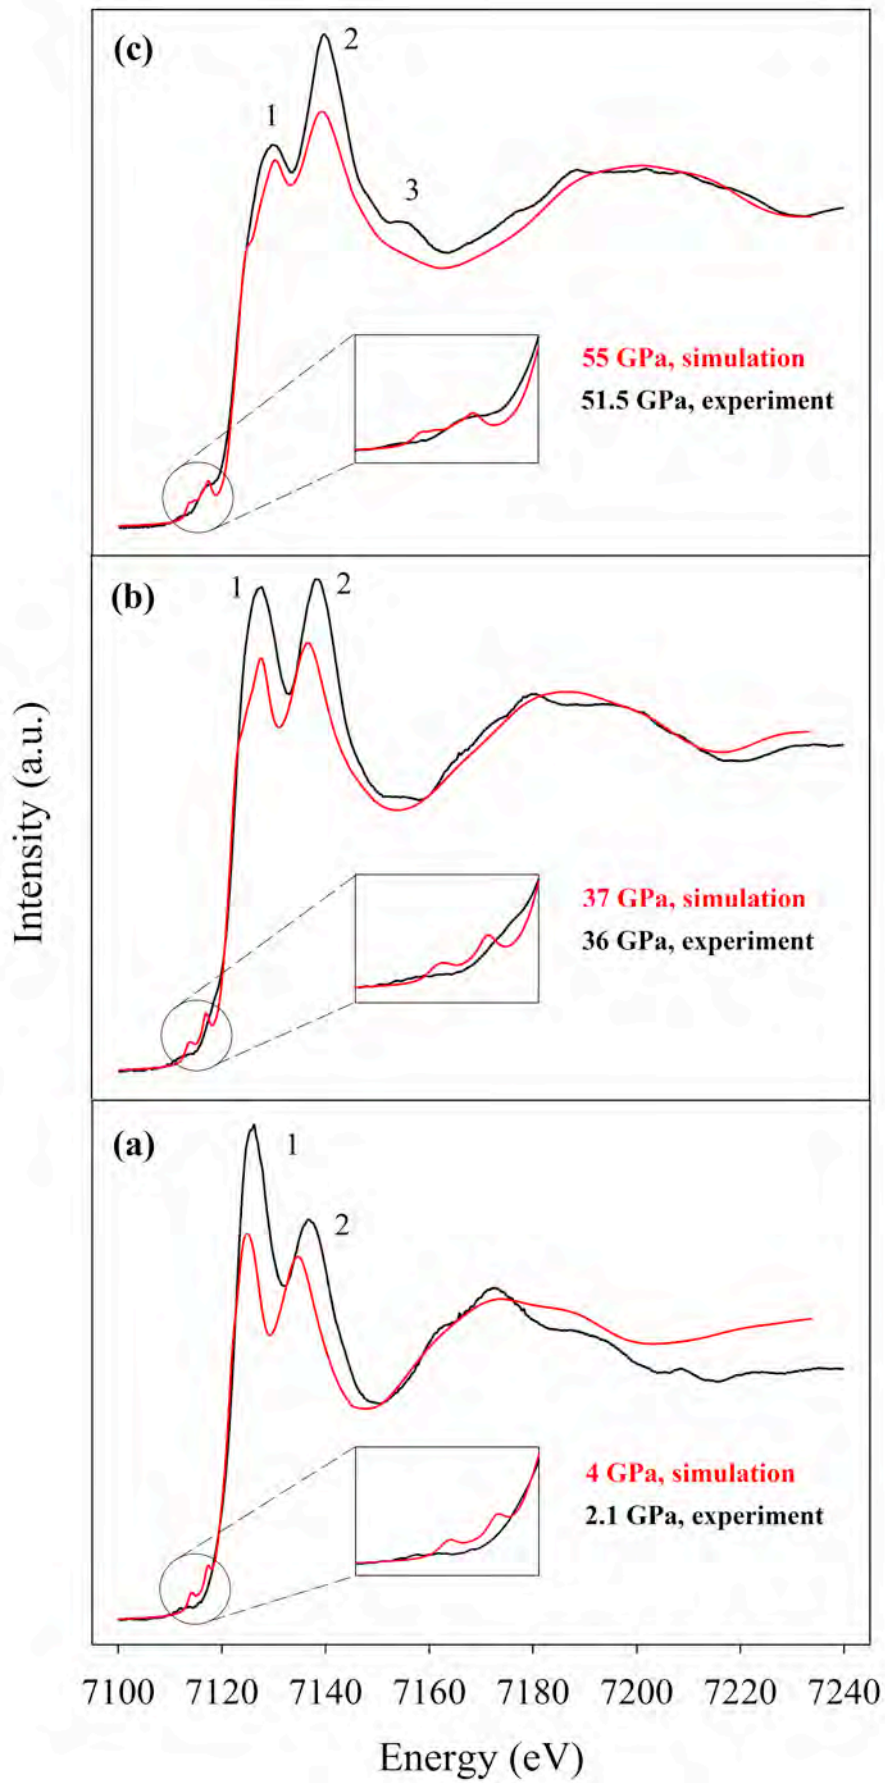 (c)
2
1
3
55 GPa, simulation
51.5 GPa, experiment
(b)
1
2
37 GPa, simulation
36 GPa, experiment
Intensity (a.u.)
(a)
1
2
4 GPa, simulation
2.1 GPa, experiment
7100 7120 7140 7160 7180 7200 7220 7240
Energy (eV)